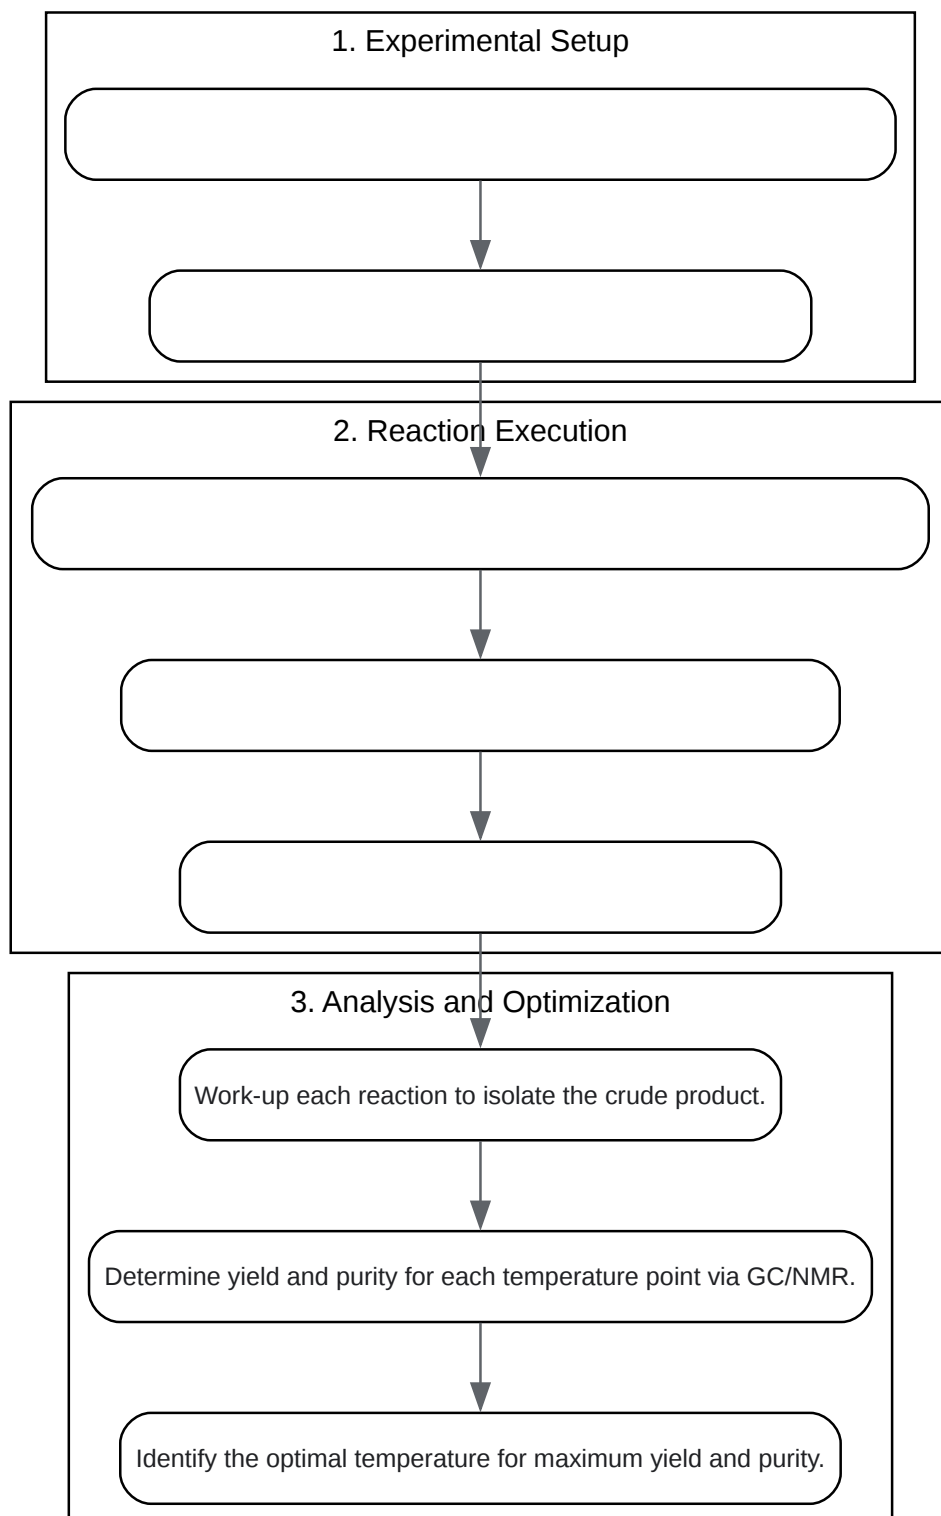 1. Experimental Setup
2. Reaction Execution
3. Analysis and Optimization
Work-up each reaction to isolate the crude product.
Determine yield and purity for each temperature point via GC/NMR.
Identify the optimal temperature for maximum yield and purity.